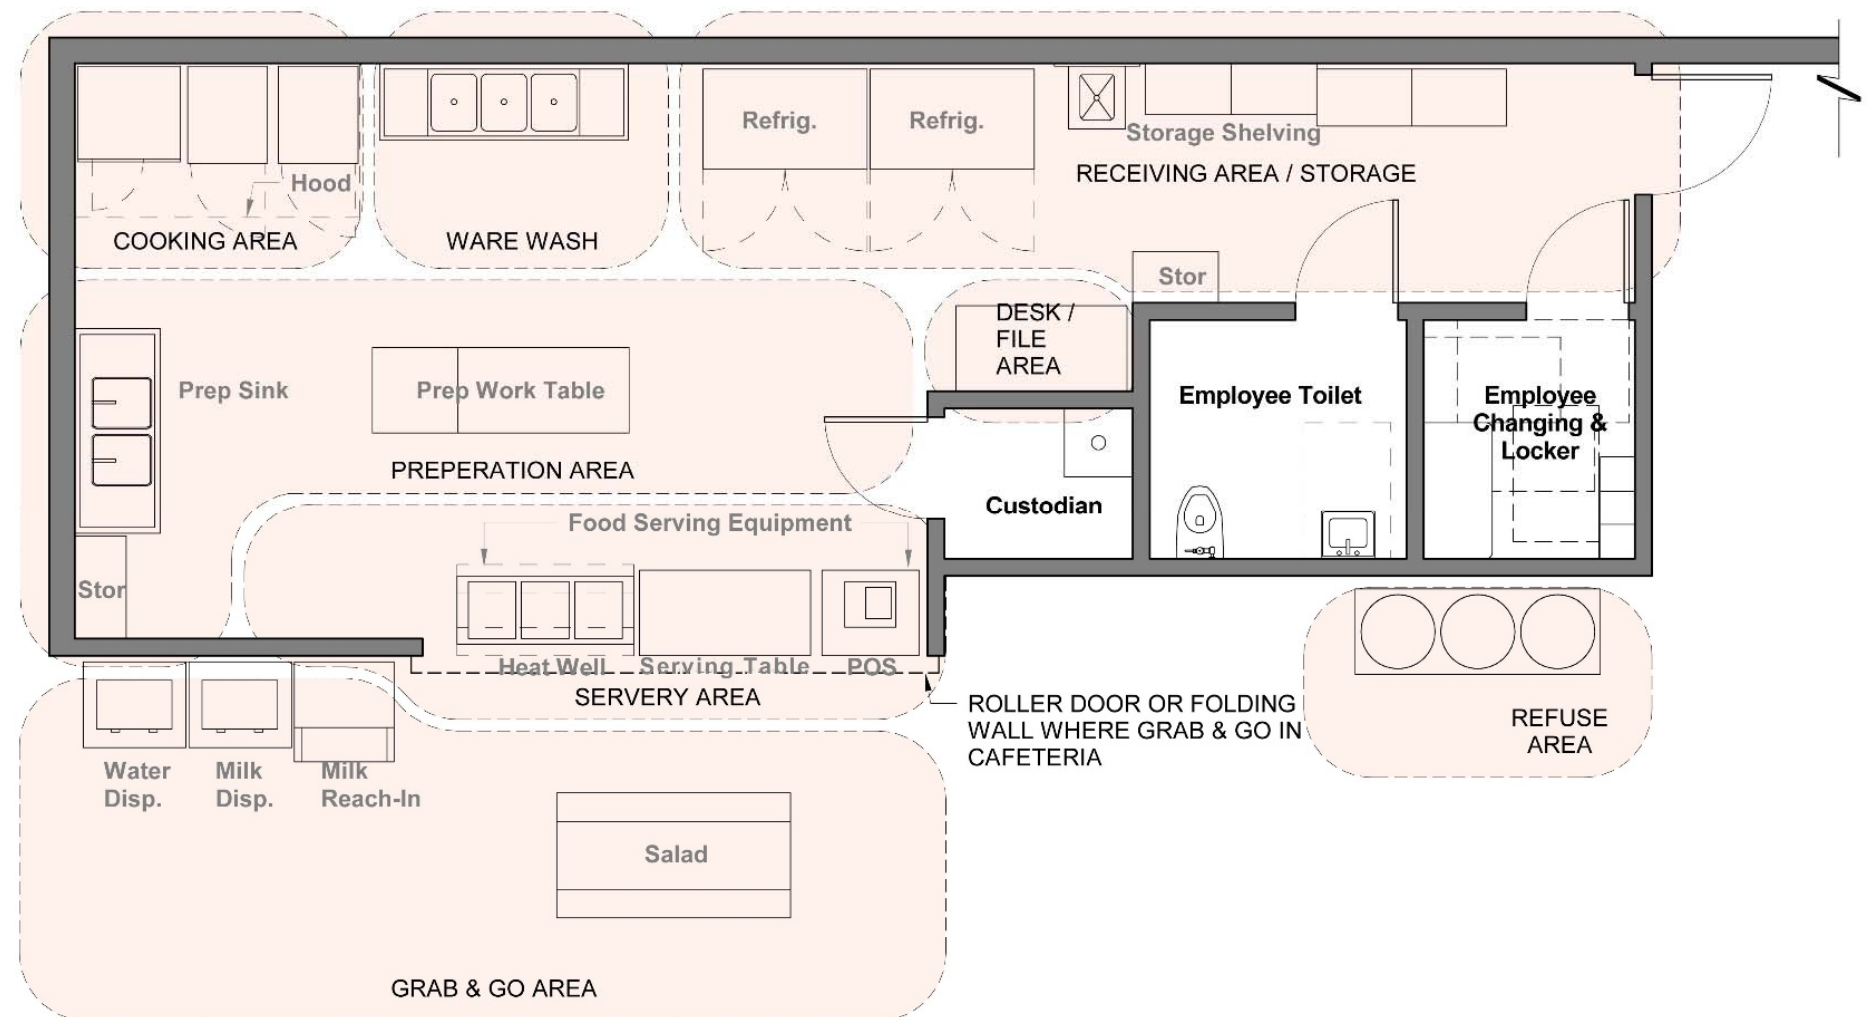 Refrig.
Refrig.
Storage Shelving
RECEIVING AREA / STORAGE
Hood
COOKING AREA
WARE WASH
Stor
DESK /
FILE
AREA
Prep Sink
Prep Work Table
PREPERATION AREA
Employee Toilet
Employee
Changing &
Locker
Custodian
Food Serving Equipment
Stor
Heat Well
Serving Table
POS
SERVERY AREA
ROLLER DOOR OR FOLDING
WALL WHERE GRAB & GO IN
CAFETERIA
REFUSE
AREA
Water
Disp.
Milk
Disp.
Milk
Reach-In
Salad
GRAB & GO AREA